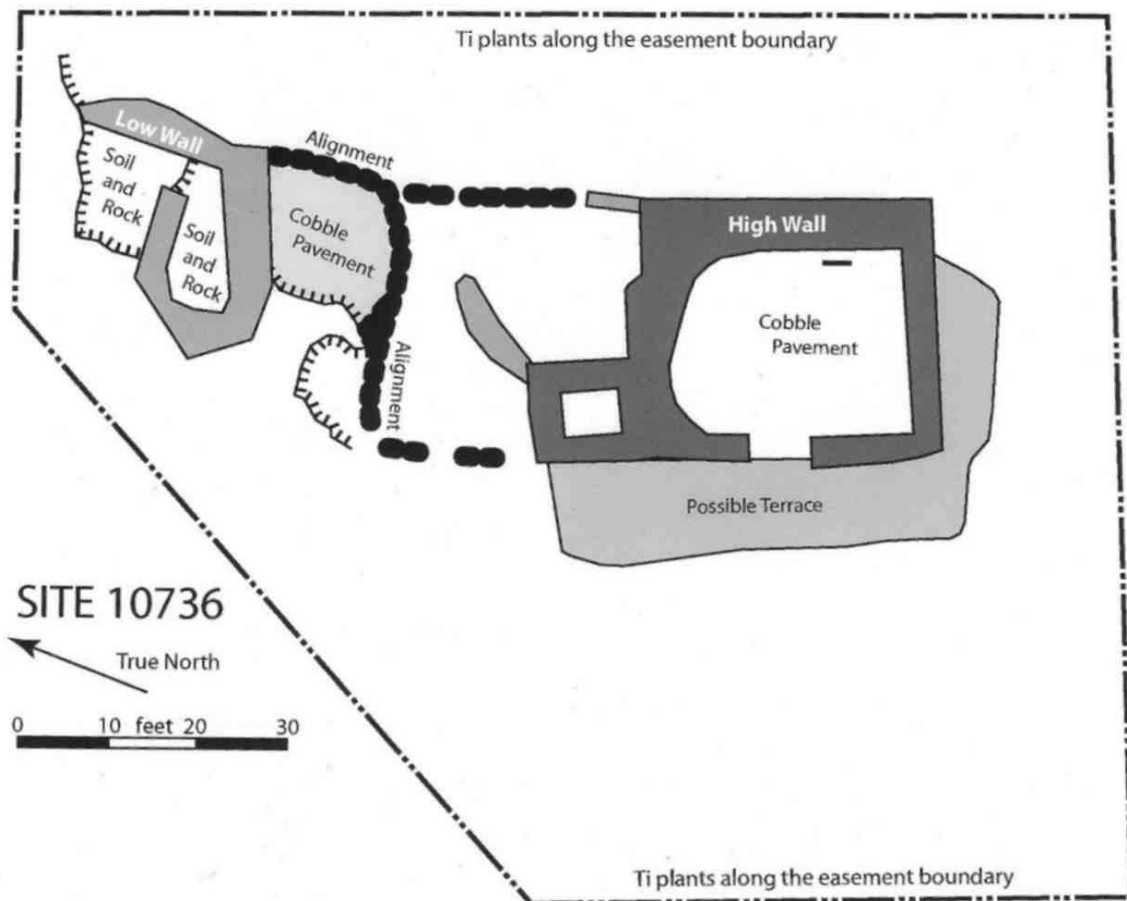 Ti plants along the easement boundary
Low Wall
Alignment
Soil
and
Rock
Soil
and
Rock
Cobble
Pavement
High Wall
Cobble
Pavement
Alignment
Possible Terrace
SITE 10736
True North
0 10 feet 20 30
Ti plants along the easement boundary